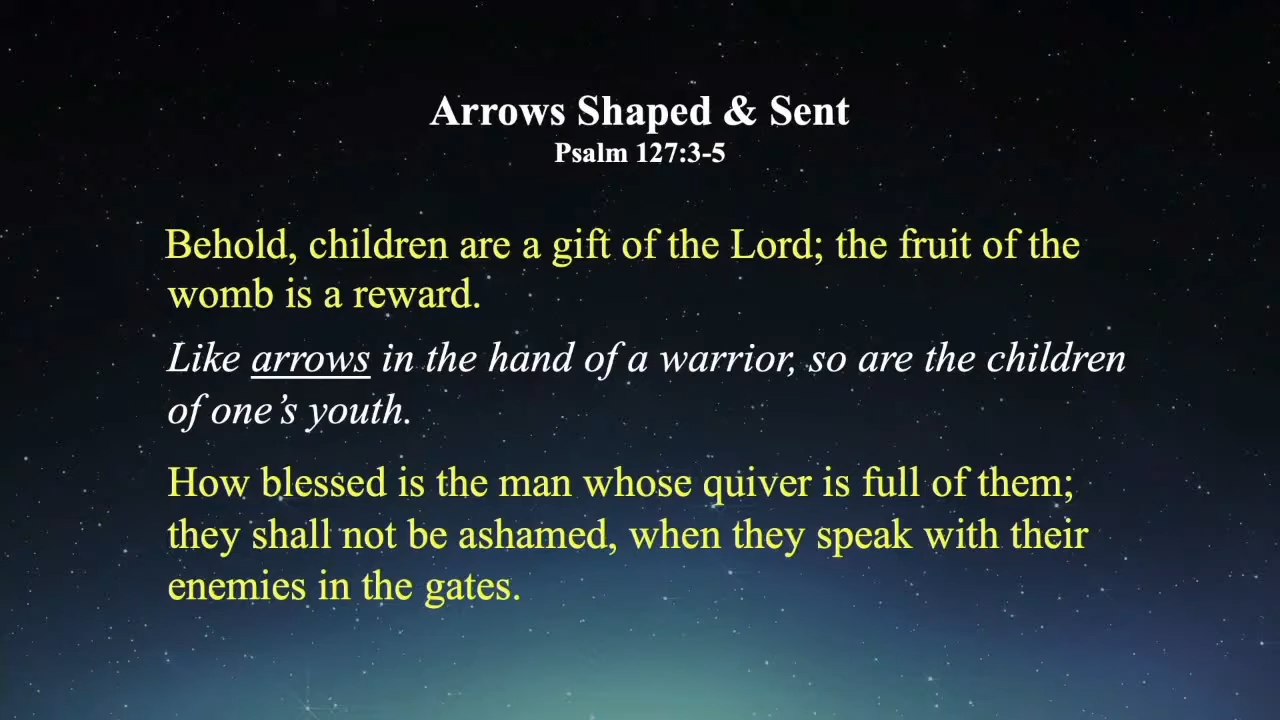 Arrows Shaped & Sent
Psalm 127:3-5
Behold, children are a gift of the Lord; the fruit of the
womb is a reward.
Like arrows in the hand of a warrior, so are the children
of one’s youth.
How blessed is the man whose quiver is full of them;
they shall not be ashamed, when they speak with their
enemies in the gates.